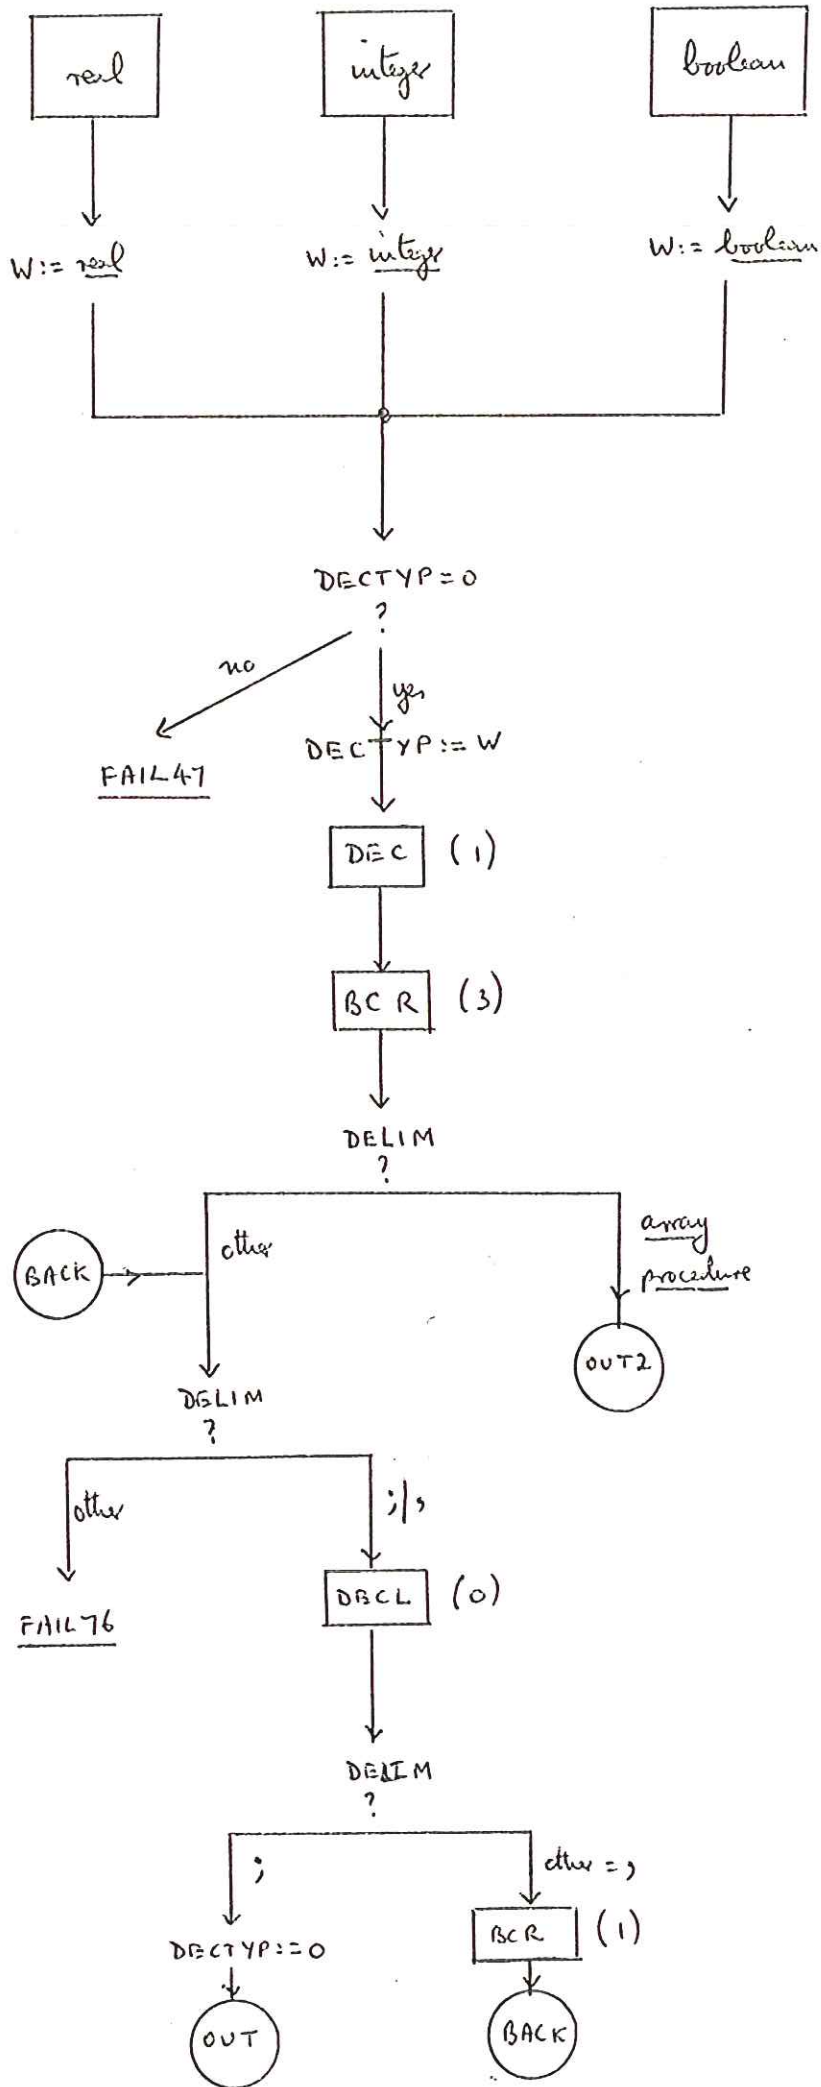 real integer boolean
W:= real W:= integer W:= boolean
DECTYP=0
?
no yes
DECTYP:=W
FAIL47
DEC (1)
BCR (3)
DELIM
?
other array
BACK procedure
OUT2
DELIM
?
other ;|,
DECL (0)
FAIL76
DELIM
?
; other = ,
BCR (1)
DECTYP:=0
OUT BACK